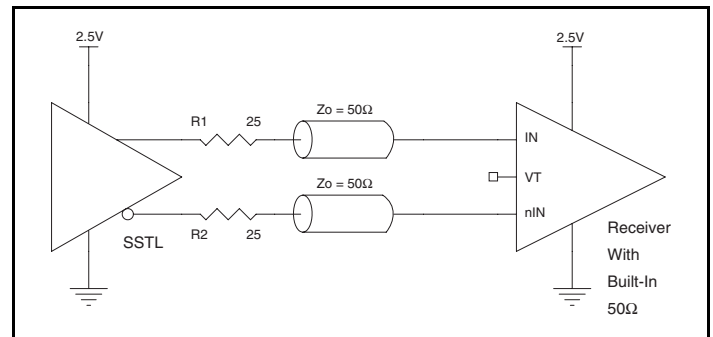 2.5V
2.5V
R1 25
Zo = 50Ω
IN
Zo = 50Ω
VT
nIN
SSTL
R2 25
Receiver
With
Built-In
50Ω